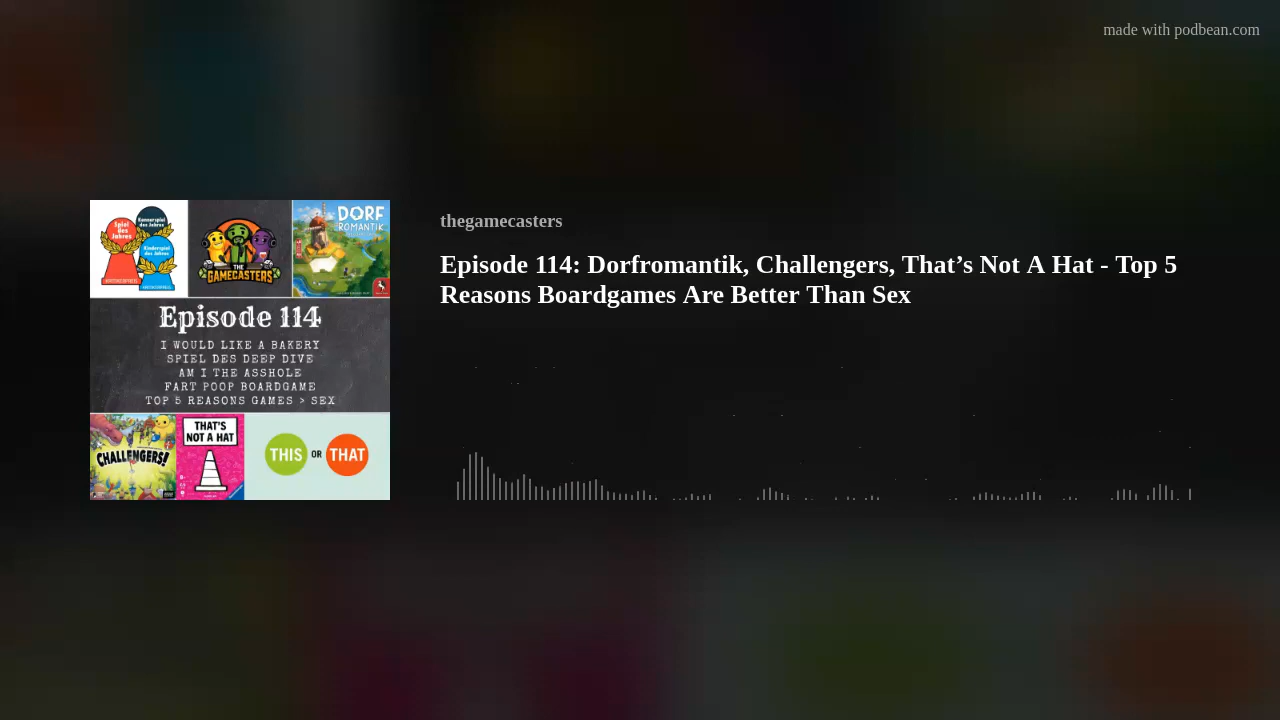 made with podbean.com
thegamecasters
Episode 114: Dorfromantik, Challengers, That’s Not A Hat - Top 5
Reasons Boardgames Are Better Than Sex
Spiel des Jahres
Kennerspiel des Jahres
Kinderspiel des Jahres
THE GAMECASTERS
DORF
ROMANTIK
Episode 114
I WOULD LIKE A BAKERY
SPIEL DES DEEP DIVE
AM I THE ASSHOLE
FART POOP BOARDGAME
TOP 5 REASONS GAMES > SEX
CHALLENGERS!
THAT'S
NOT A HAT
THIS OR THAT